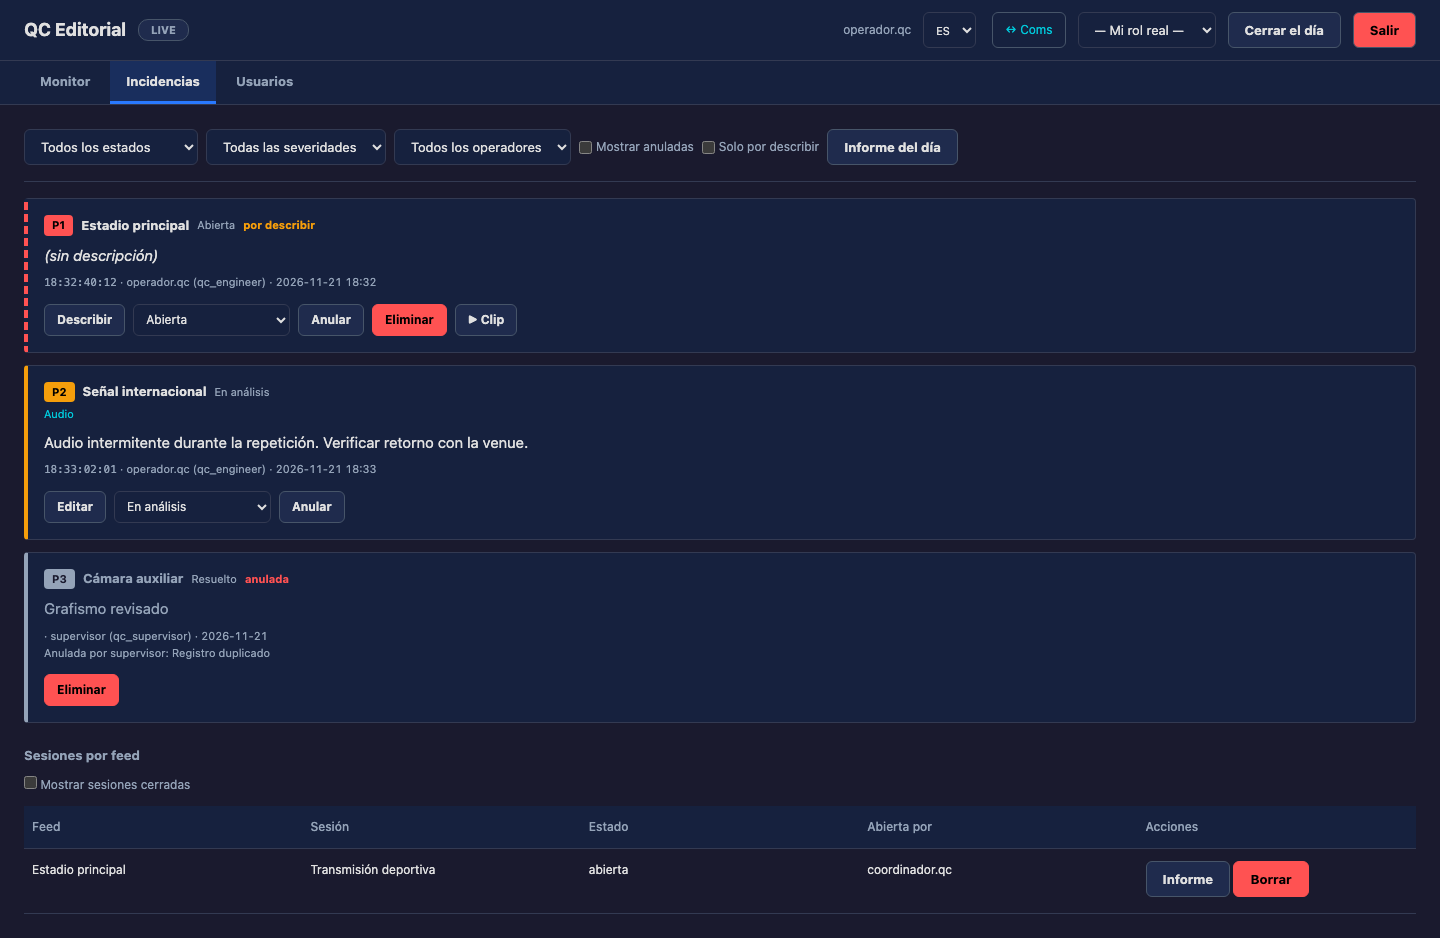 QC Editorial LIVE operador.qc ES ↔ Coms — Mi rol real — Cerrar el día Salir
Monitor Incidencias Usuarios
Todos los estados Todas las severidades Todos los operadores Mostrar anuladas Solo por describir Informe del día
P1 Estadio principal Abierta por describir
(sin descripción)
18:32:40:12 · operador.qc (qc_engineer) · 2026-11-21 18:32
Describir Abierta Anular Eliminar ▶ Clip
P2 Señal internacional En análisis
Audio
Audio intermitente durante la repetición. Verificar retorno con la venue.
18:33:02:01 · operador.qc (qc_engineer) · 2026-11-21 18:33
Editar En análisis Anular
P3 Cámara auxiliar Resuelto anulada
Grafismo revisado
· supervisor (qc_supervisor) · 2026-11-21
Anulada por supervisor: Registro duplicado
Eliminar
Sesiones por feed
Mostrar sesiones cerradas
Feed Sesión Estado Abierta por Acciones
Estadio principal Transmisión deportiva abierta coordinador.qc Informe Borrar